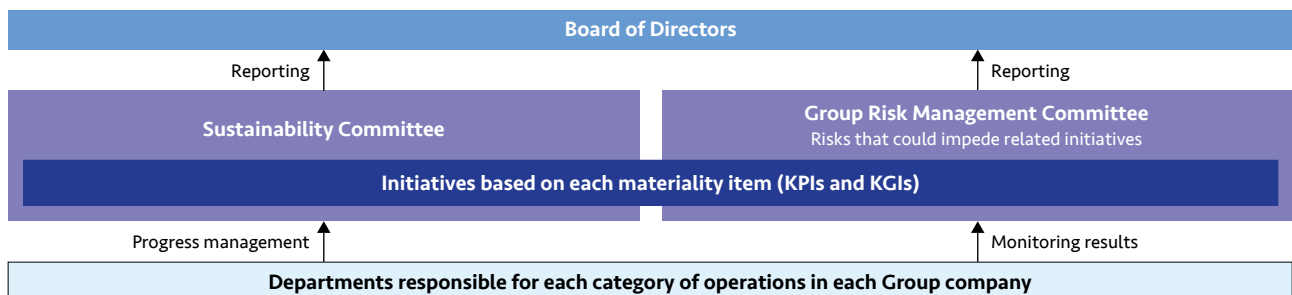 Board of Directors
Reporting
Reporting
Sustainability Committee
Group Risk Management Committee
Risks that could impede related initiatives
Initiatives based on each materiality item (KPIs and KGIs)
Progress management
Monitoring results
Departments responsible for each category of operations in each Group company